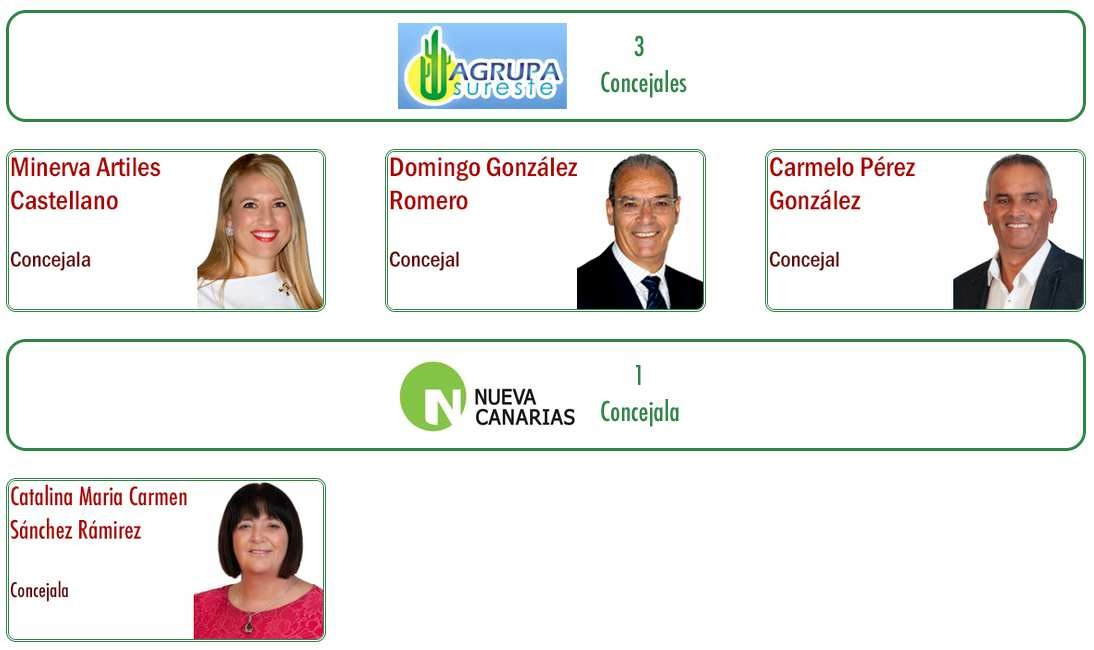 AGRUPA
sureste
3
Concejales
Minerva Artiles
Castellano
Concejala
Domingo González
Romero
Concejal
Carmelo Pérez
González
Concejal
N NUEVA
CANARIAS
1
Concejala
Catalina Maria Carmen
Sánchez Rámirez
Concejala